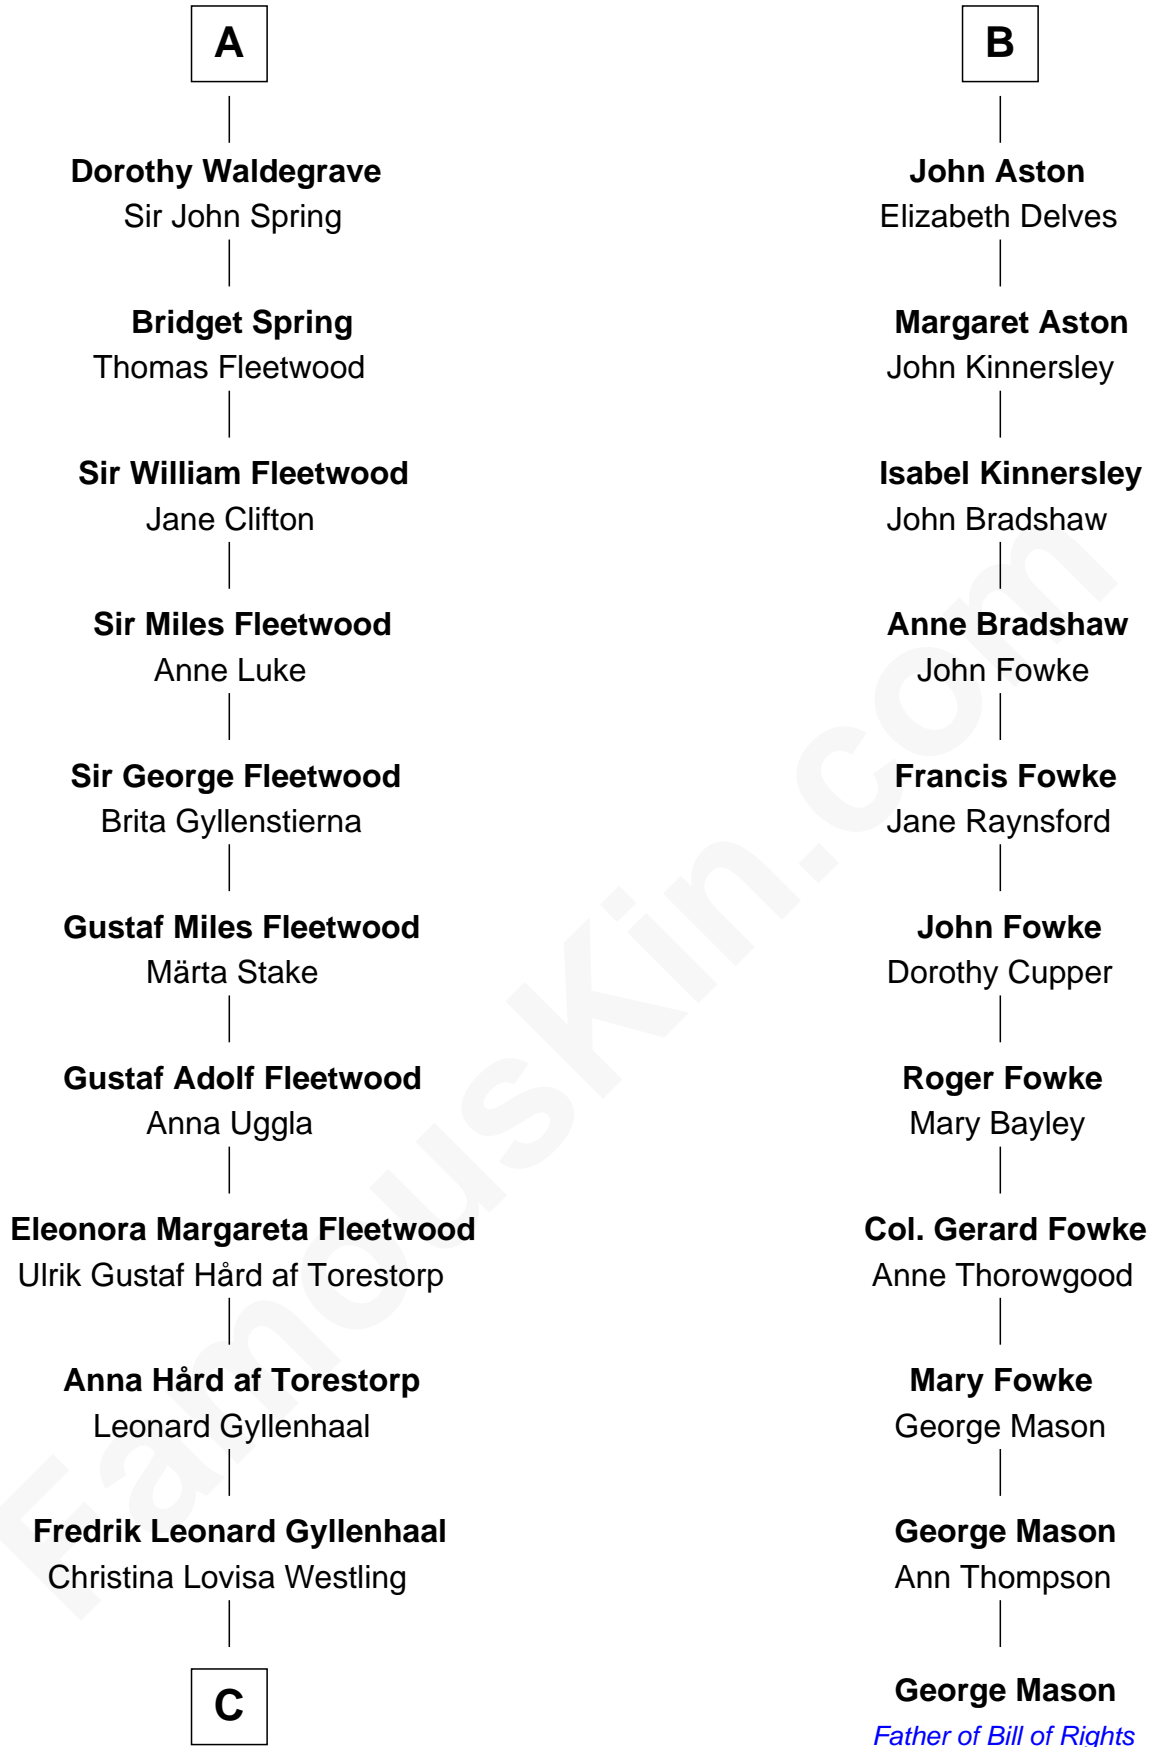 A
Dorothy Waldegrave
Sir John Spring
Bridget Spring
Thomas Fleetwood
Sir William Fleetwood
Jane Clifton
Sir Miles Fleetwood
Anne Luke
Sir George Fleetwood
Brita Gyllenstierna
Gustaf Miles Fleetwood
Märta Stake
Gustaf Adolf Fleetwood
Anna Uggla
Eleonora Margareta Fleetwood
Ulrik Gustaf Hård af Torestorp
Anna Hård af Torestorp
Leonard Gyllenhaal
Fredrik Leonard Gyllenhaal
Christina Lovisa Westling
C
B
John Aston
Elizabeth Delves
Margaret Aston
John Kinnersley
Isabel Kinnersley
John Bradshaw
Anne Bradshaw
John Fowke
Francis Fowke
Jane Raynsford
John Fowke
Dorothy Cupper
Roger Fowke
Mary Bayley
Col. Gerard Fowke
Anne Thorowgood
Mary Fowke
George Mason
George Mason
Ann Thompson
George Mason
Father of Bill of Rights
FamousKin.com